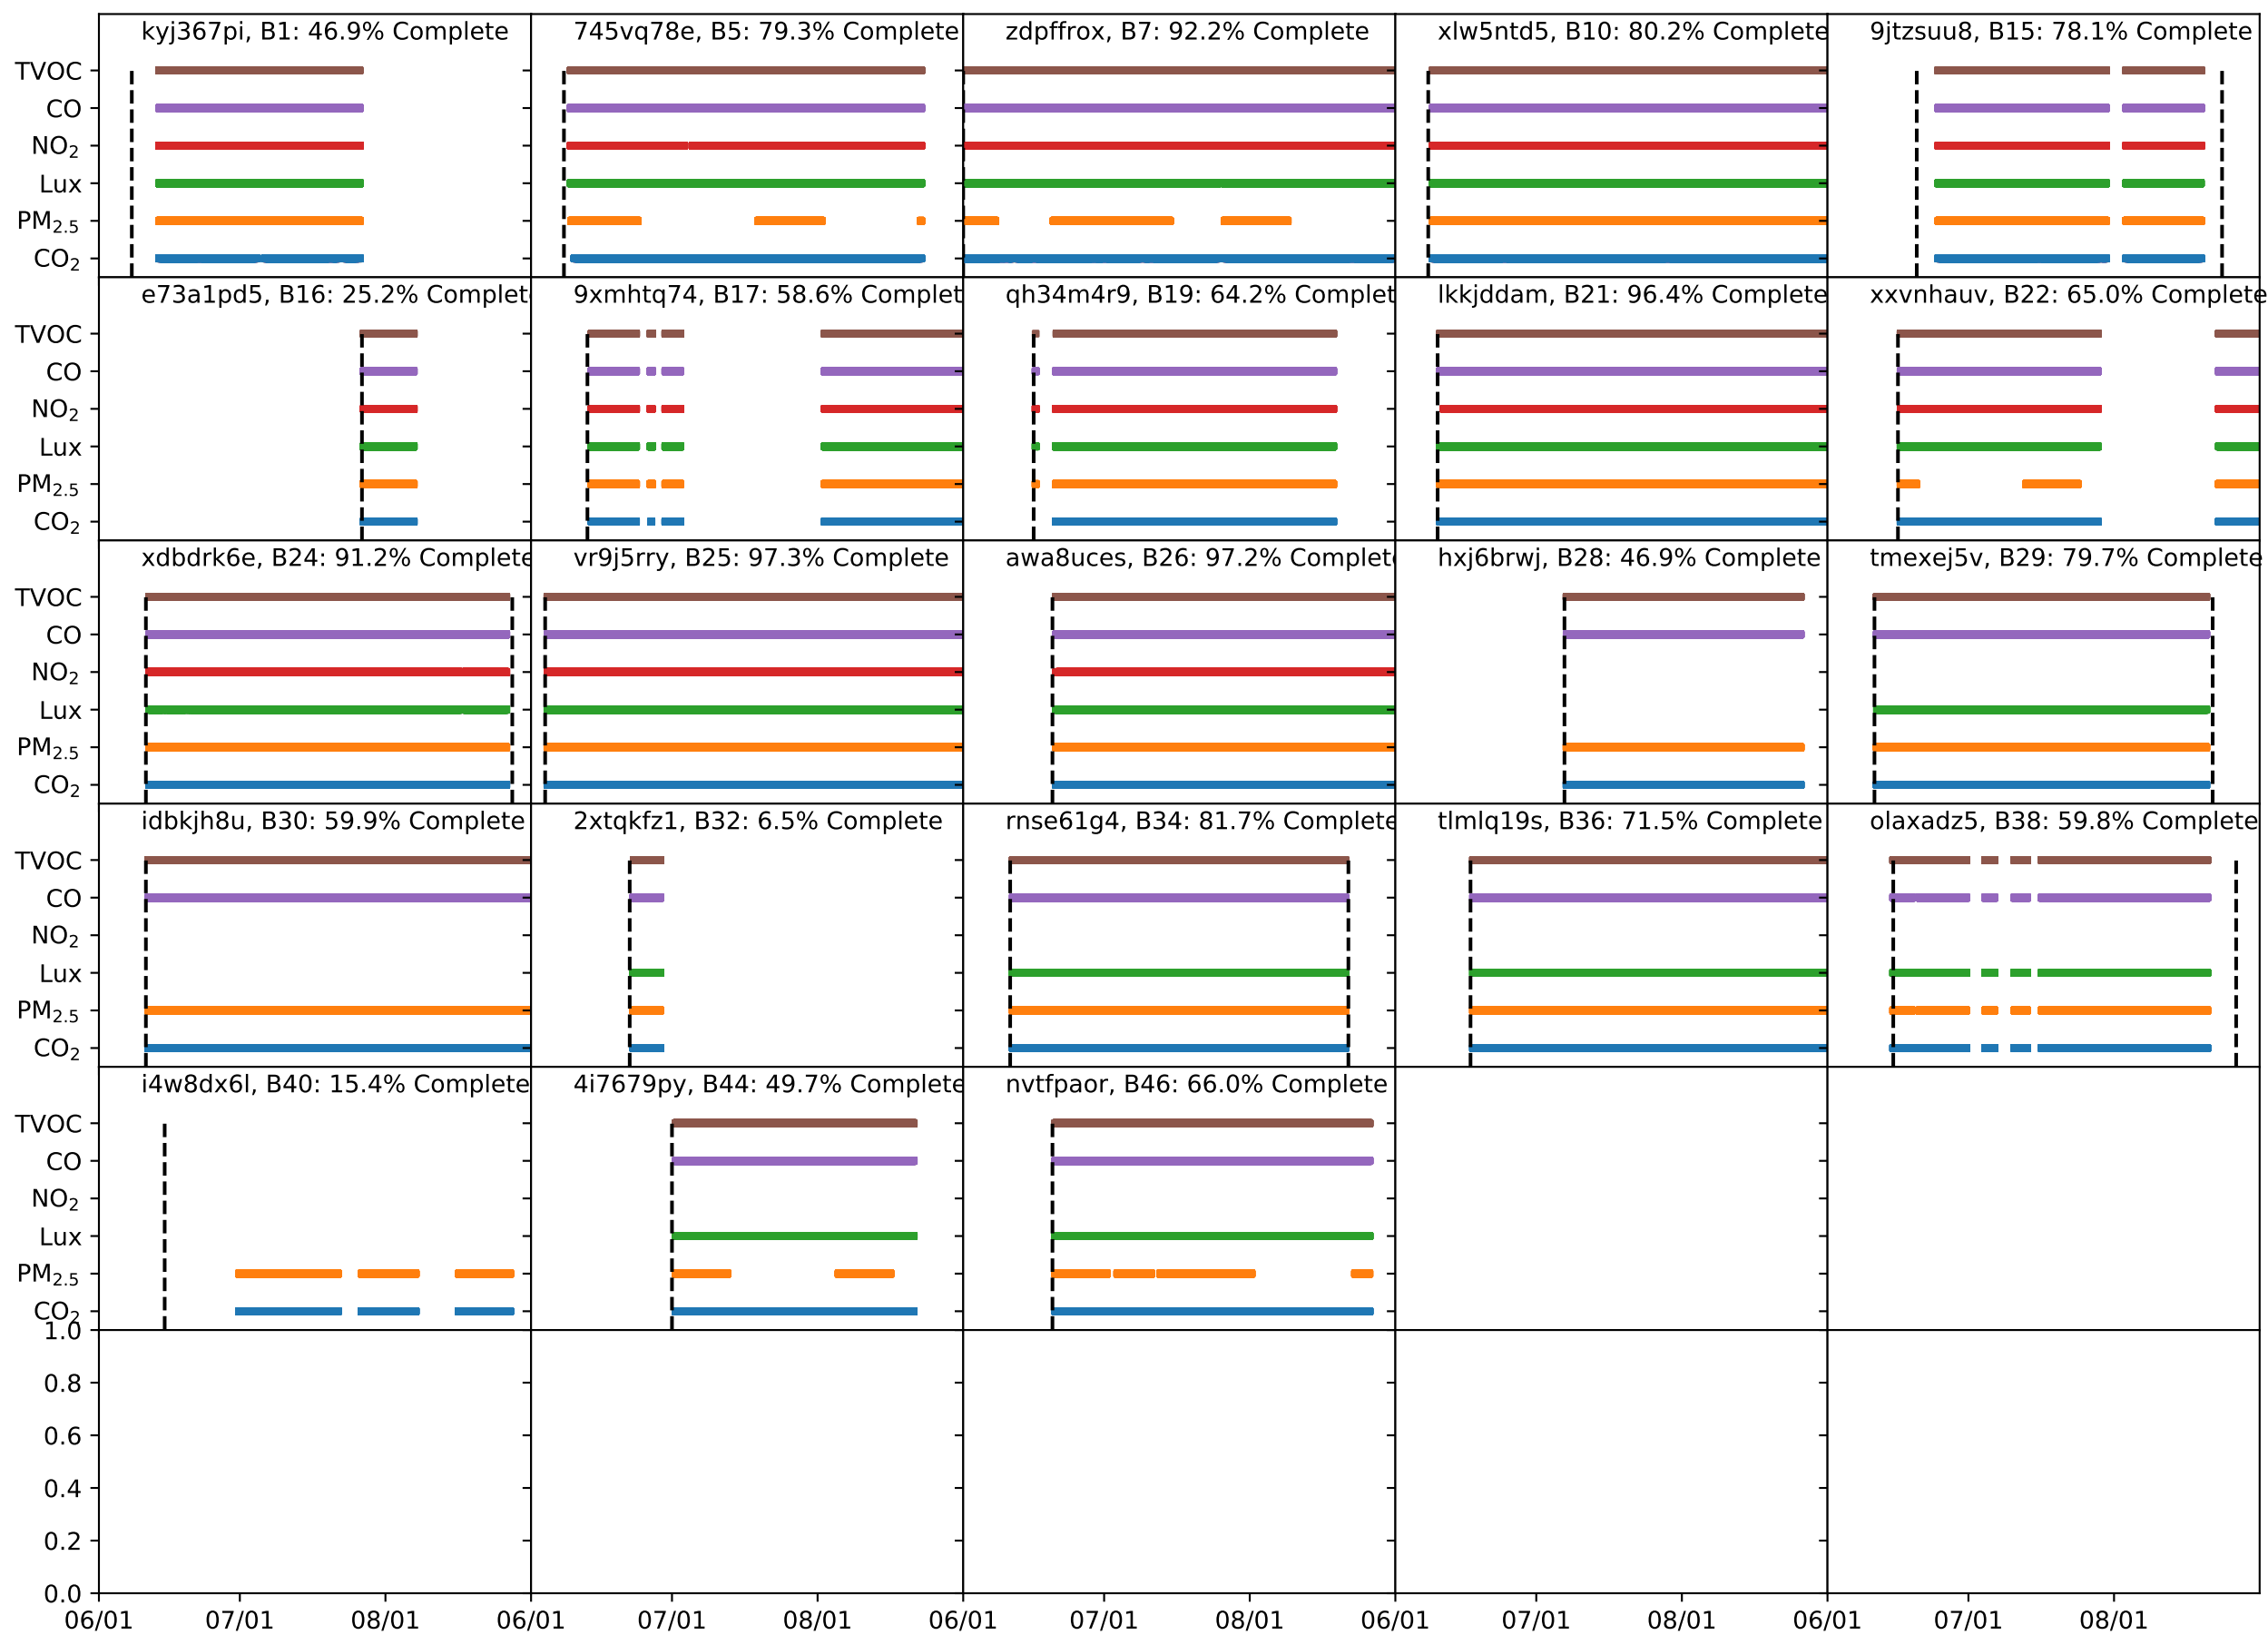 kyj367pi, B1: 46.9% Complete
745vq78e, B5: 79.3% Complete
zdpffrox, B7: 92.2% Complete
xlw5ntd5, B10: 80.2% Complete
9jtzsuu8, B15: 78.1% Complete
TVOC
CO
NO₂
Lux
PM₂.₅
CO₂
e73a1pd5, B16: 25.2% Complet
9xmhtq74, B17: 58.6% Complet
qh34m4r9, B19: 64.2% Complet
lkkjddam, B21: 96.4% Complete
xxvnhauv, B22: 65.0% Complete
TVOC
CO
NO₂
Lux
PM₂.₅
CO₂
xdbdrk6e, B24: 91.2% Complete
vr9j5rry, B25: 97.3% Complete
awa8uces, B26: 97.2% Complete
hxj6brwj, B28: 46.9% Complete
tmexej5v, B29: 79.7% Complete
TVOC
CO
NO₂
Lux
PM₂.₅
CO₂
idbkjh8u, B30: 59.9% Complete
2xtqkfz1, B32: 6.5% Complete
rnse61g4, B34: 81.7% Complete
tlmlq19s, B36: 71.5% Complete
olaxadz5, B38: 59.8% Complete
TVOC
CO
NO₂
Lux
PM₂.₅
CO₂
i4w8dx6l, B40: 15.4% Complete
4i7679py, B44: 49.7% Complete
nvtfpaor, B46: 66.0% Complete
TVOC
CO
NO₂
Lux
PM₂.₅
CO₂
1.0
0.8
0.6
0.4
0.2
0.0
06/01 07/01 08/01 06/01 07/01 08/01 06/01 07/01 08/01 06/01 07/01 08/01 06/01 07/01 08/01